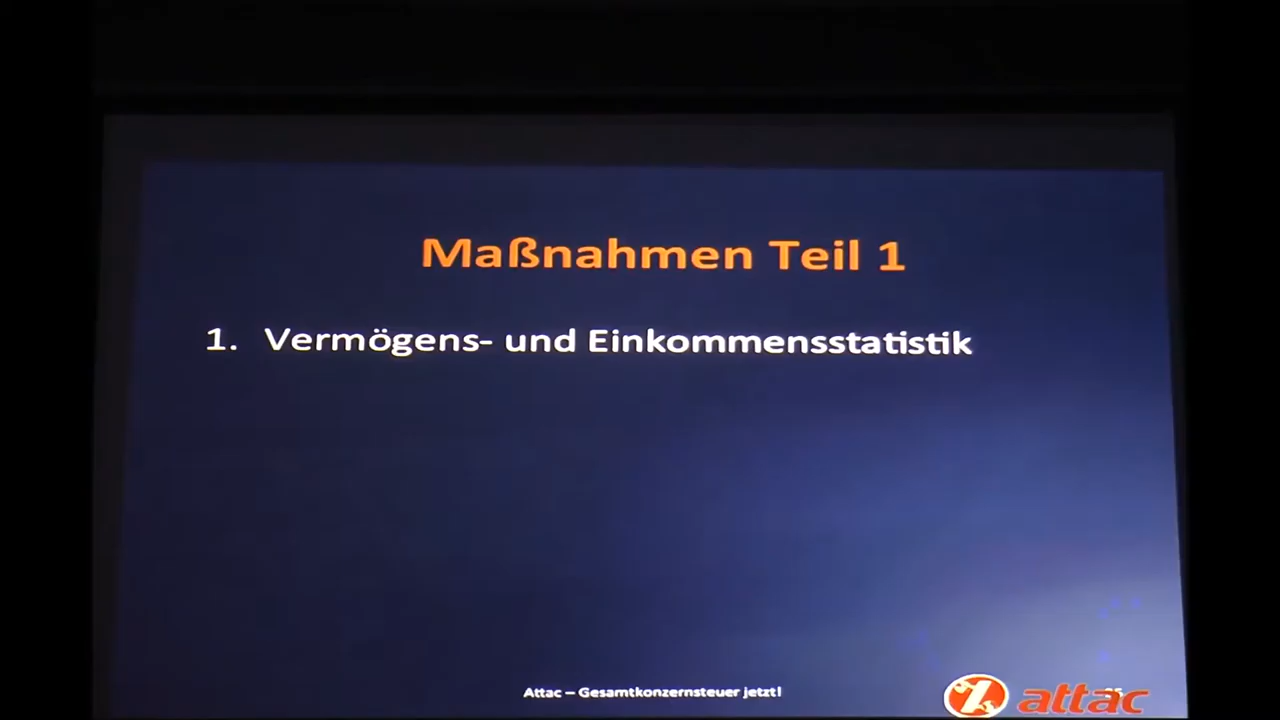 Maßnahmen Teil 1
1. Vermögens- und Einkommensstatistik
Attac – Gesamtkonzernsteuer jetzt!
attac